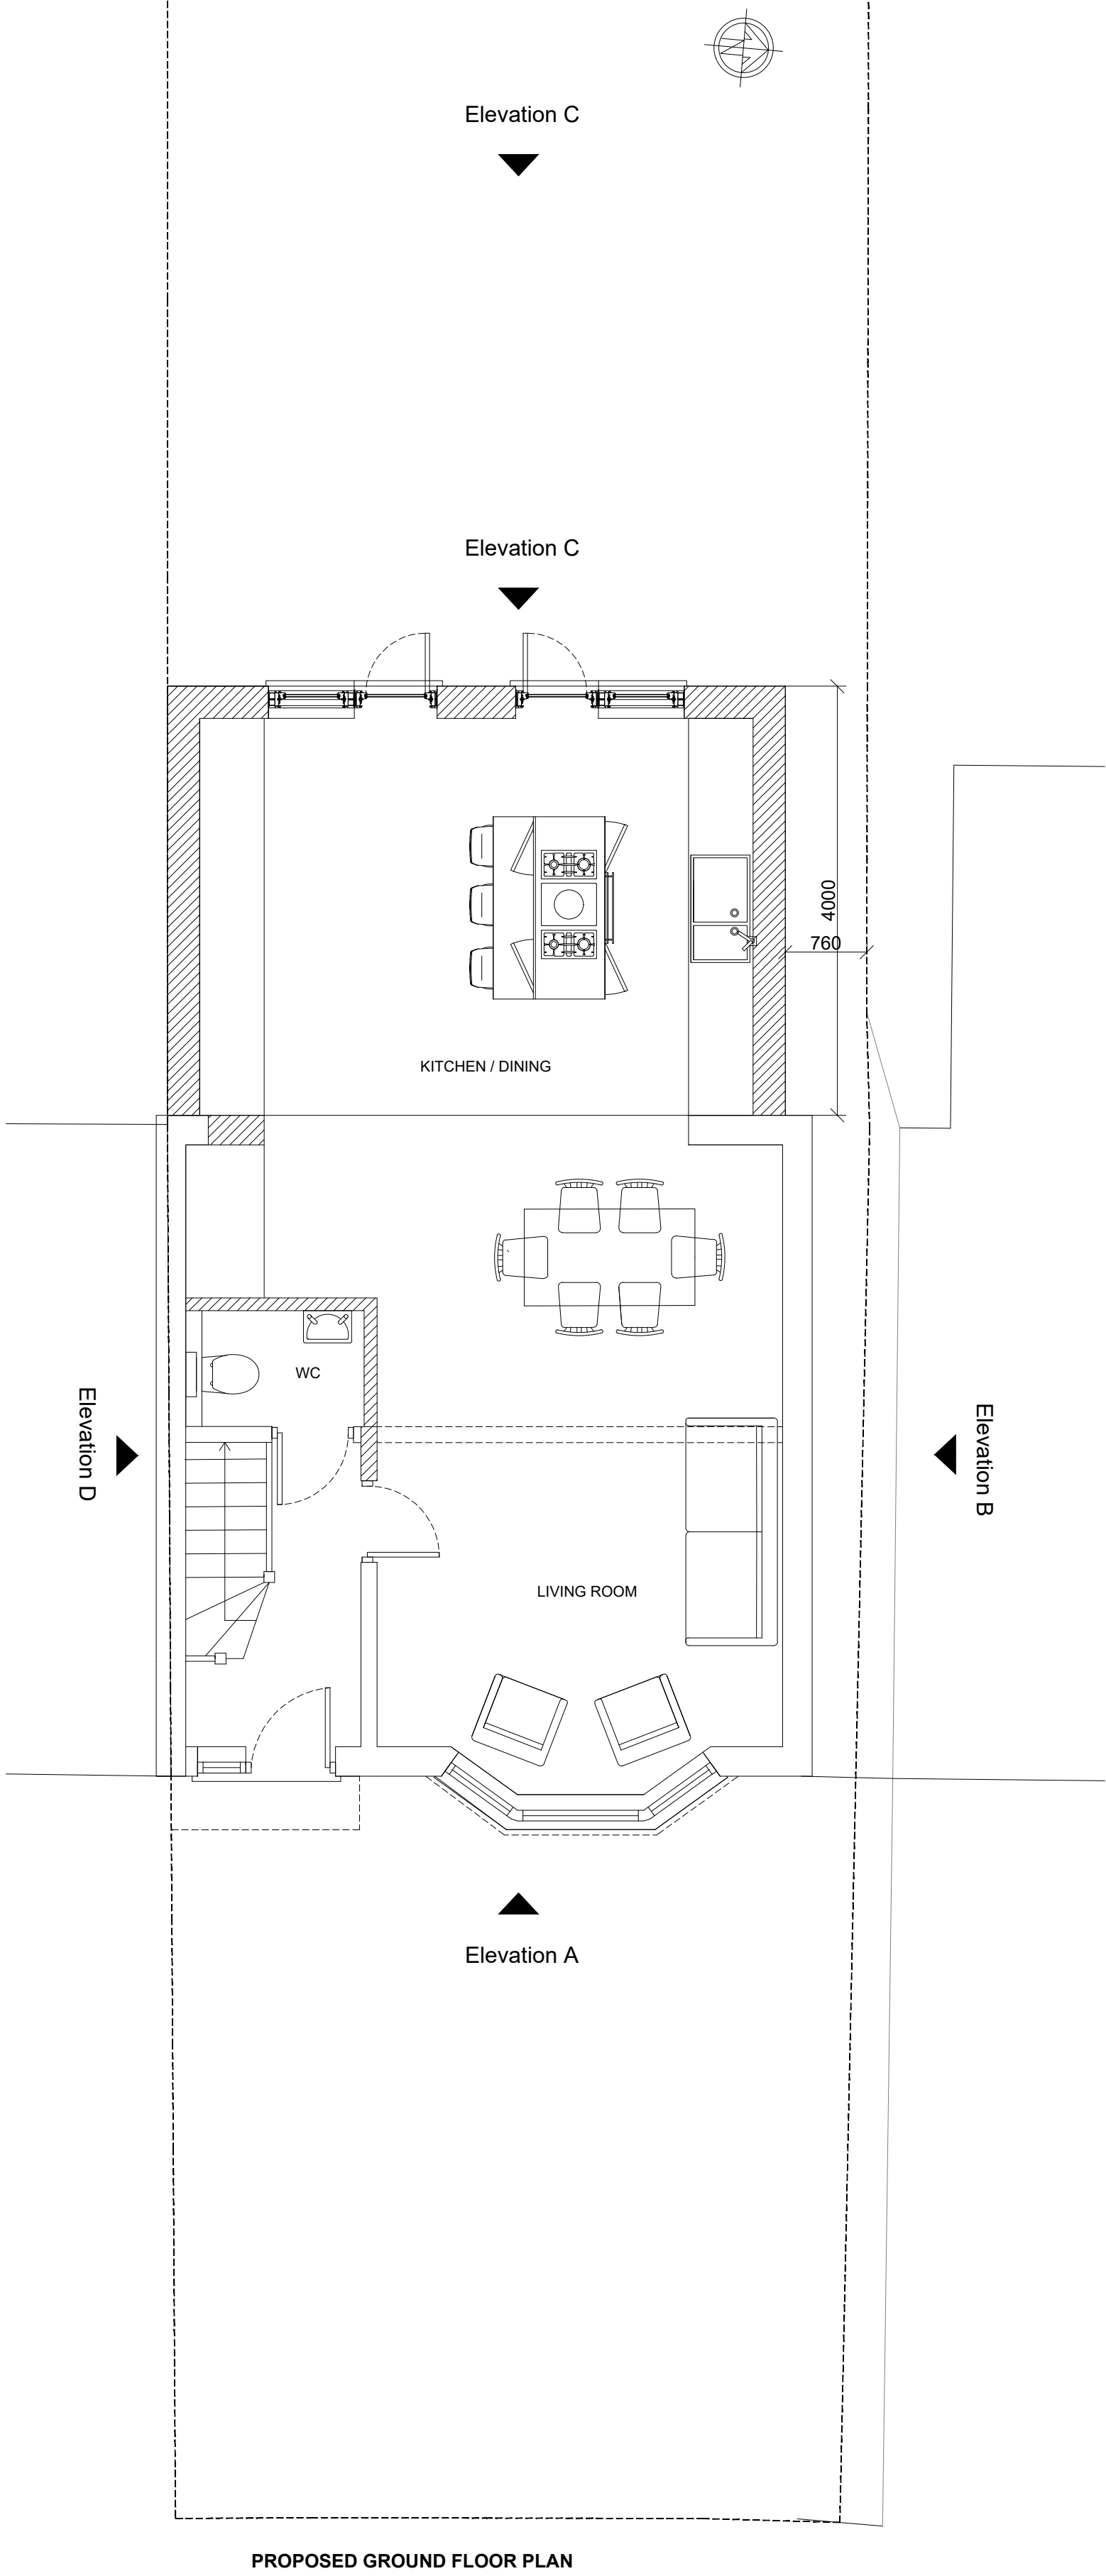 Elevation C
Elevation C
4000
760
KITCHEN / DINING
WC
Elevation D
Elevation B
LIVING ROOM
Elevation A
PROPOSED GROUND FLOOR PLAN